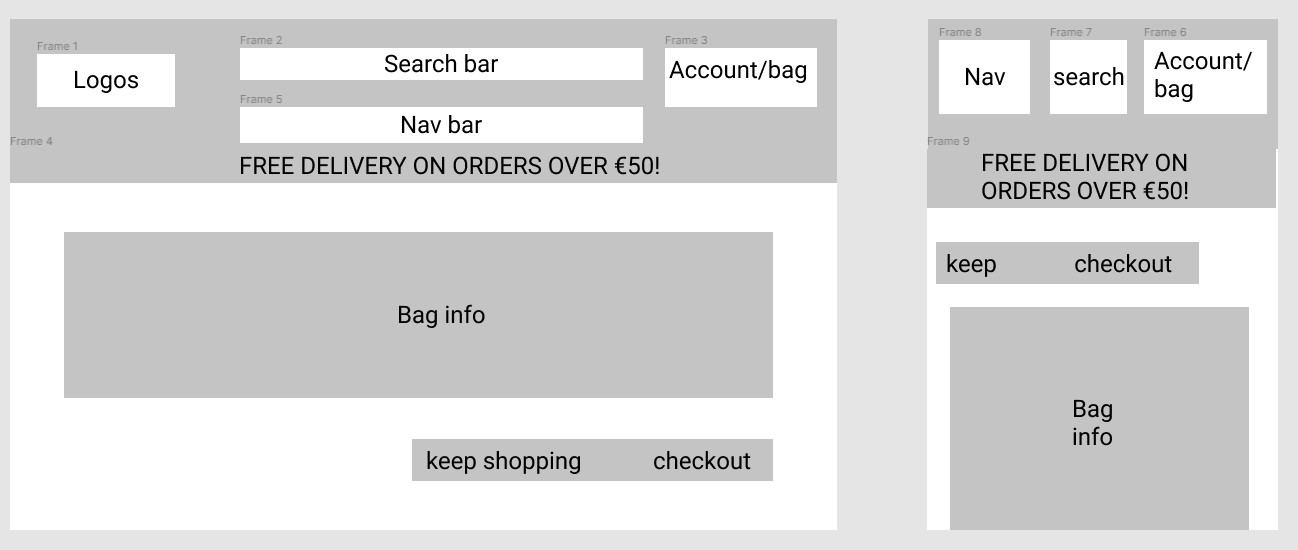 Frame 1
Logos
Frame 2
Search bar
Frame 3
Account/bag
Frame 5
Nav bar
Frame 4
FREE DELIVERY ON ORDERS OVER €50!
Bag info
keep shopping
checkout
Frame 8
Nav
Frame 7
search
Frame 6
Account/
bag
Frame 9
FREE DELIVERY ON
ORDERS OVER €50!
keep
checkout
Bag
info